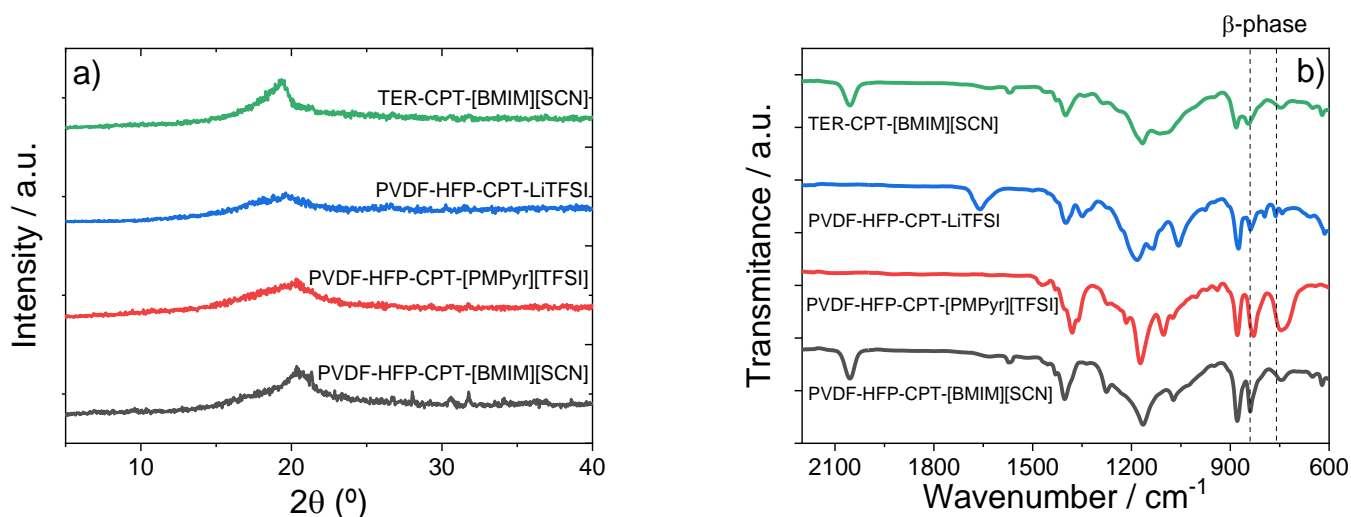 a)
TER-CPT-[BMIM][SCN]
PVDF-HFP-CPT-LiTFSI
PVDF-HFP-CPT-[PMPyr][TFSI]
PVDF-HFP-CPT-[BMIM][SCN]
Intensity / a.u.
10 20 30 40
2θ (º)
β-phase
b)
TER-CPT-[BMIM][SCN]
PVDF-HFP-CPT-LiTFSI
PVDF-HFP-CPT-[PMPyr][TFSI]
PVDF-HFP-CPT-[BMIM][SCN]
Transmitance / a.u.
2100 1800 1500 1200 900 600
Wavenumber / cm⁻¹